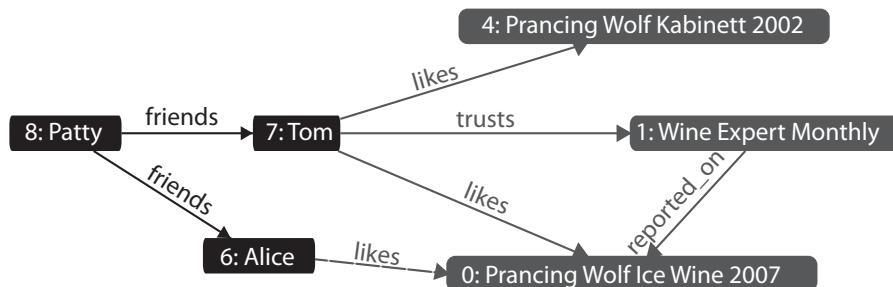 4: Prancing Wolf Kabinett 2002
likes
friends
trusts
8: Patty
7: Tom
1: Wine Expert Monthly
friends
likes
reported_on
6: Alice
likes
0: Prancing Wolf Ice Wine 2007